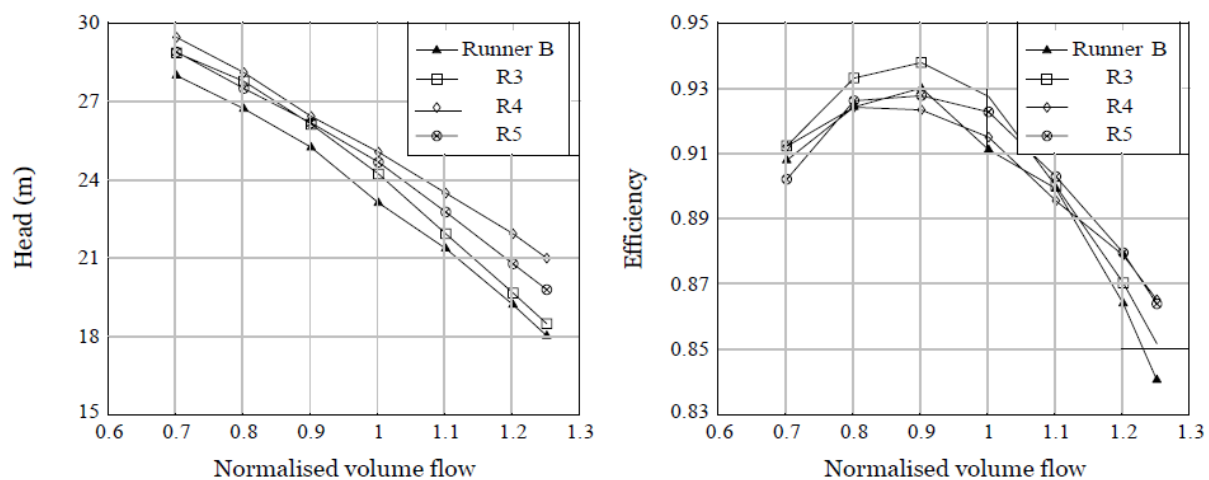 30
27
24
21
18
15
Head (m)
0.6 0.7 0.8 0.9 1 1.1 1.2 1.3
Normalised volume flow
Runner B
R3
R4
R5
0.95
0.93
0.91
0.89
0.87
0.85
0.83
Efficiency
0.6 0.7 0.8 0.9 1 1.1 1.2 1.3
Normalised volume flow
Runner B
R3
R4
R5